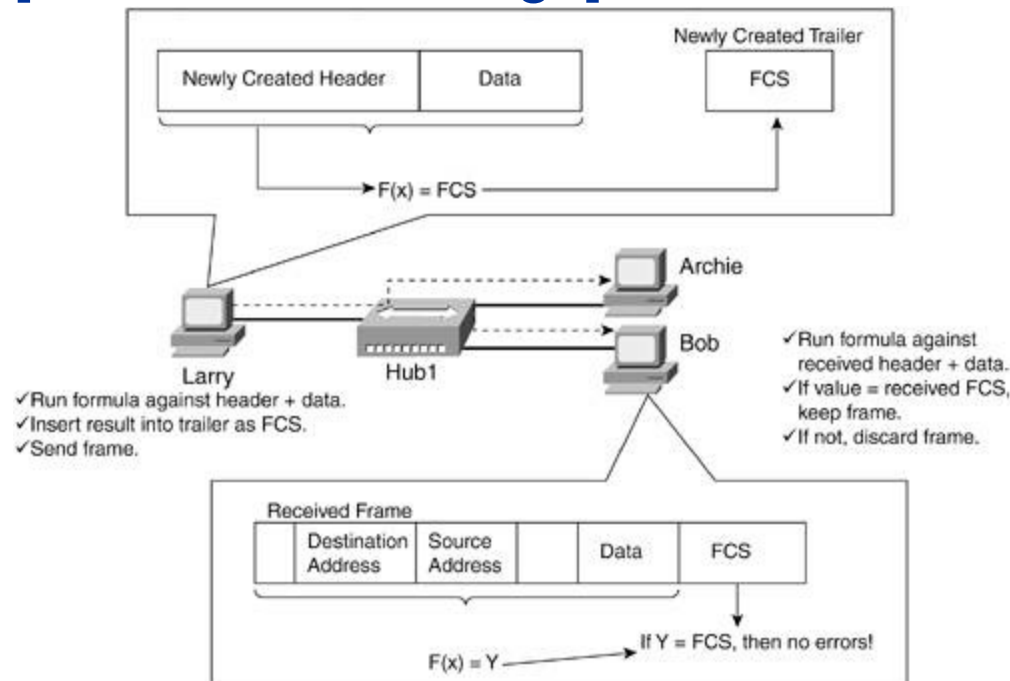 Newly Created Trailer
Newly Created Header
Data
FCS
F(x) = FCS
Archie
Bob
Larry
Hub1
✓Run formula against header + data.
✓Insert result into trailer as FCS.
✓Send frame.
✓Run formula against
received header + data.
✓If value = received FCS,
keep frame.
✓If not, discard frame.
Received Frame
Destination
Address
Source
Address
Data
FCS
If Y = FCS, then no errors!
F(x) = Y